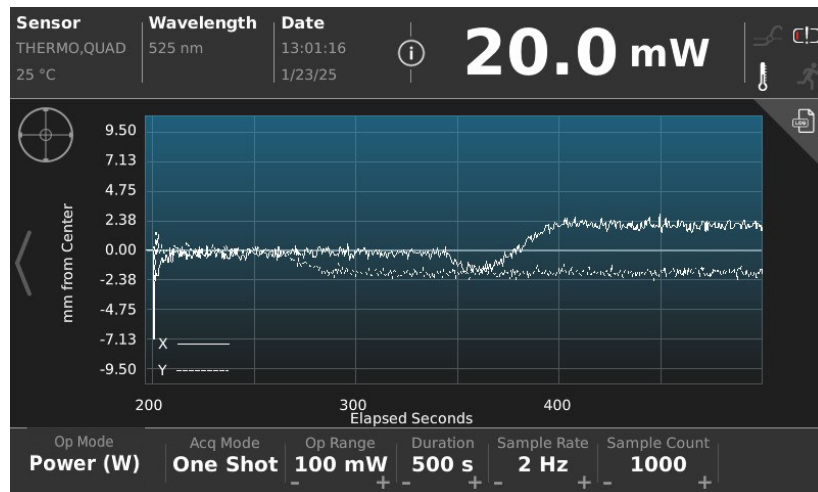 Sensor
THERMO,QUAD
25 °C
Wavelength
525 nm
Date
13:01:16
1/23/25
i
20.0 mW
LOG
mm from Center
9.50
7.13
4.75
2.38
0.00
-2.38
-4.75
-7.13
-9.50
X
Y
200 300 400
Elapsed Seconds
Op Mode
Power (W)
Acq Mode
One Shot
Op Range
100 mW
- +
Duration
500 s
- +
Sample Rate
2 Hz
- +
Sample Count
1000
- +